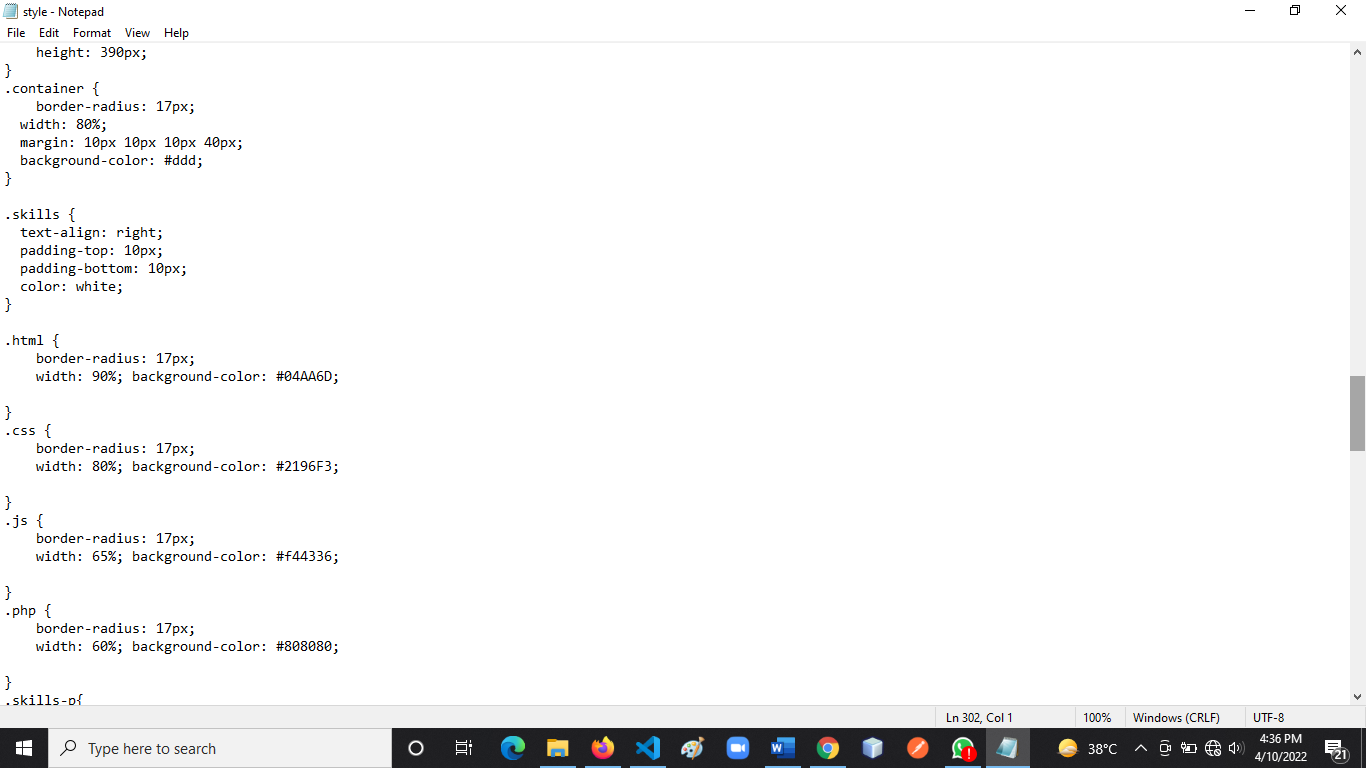 style - Notepad
File Edit Format View Help
    height: 390px;
}
.container {
    border-radius: 17px;
  width: 80%;
  margin: 10px 10px 10px 40px;
  background-color: #ddd;
}

.skills {
  text-align: right;
  padding-top: 10px;
  padding-bottom: 10px;
  color: white;
}

.html {
    border-radius: 17px;
    width: 90%; background-color: #04AA6D;

}
.css {
    border-radius: 17px;
    width: 80%; background-color: #2196F3;

}
.js {
    border-radius: 17px;
    width: 65%; background-color: #f44336;

}
.php {
    border-radius: 17px;
    width: 60%; background-color: #808080;

}
.skills-p{
Ln 302, Col 1 100% Windows (CRLF) UTF-8
Type here to search
38°C
4:36 PM
4/10/2022
21